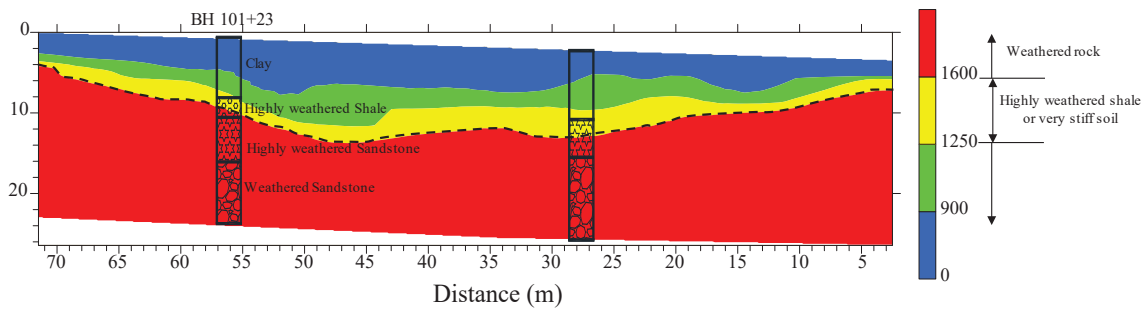 BH 101+23
0
10
20
Clay
Highly weathered Shale
Highly weathered Sandstone
Weathered Sandstone
70 65 60 55 50 45 40 35 30 25 20 15 10 5
Distance (m)
1600
1250
900
0
Weathered rock
Highly weathered shale
or very stiff soil